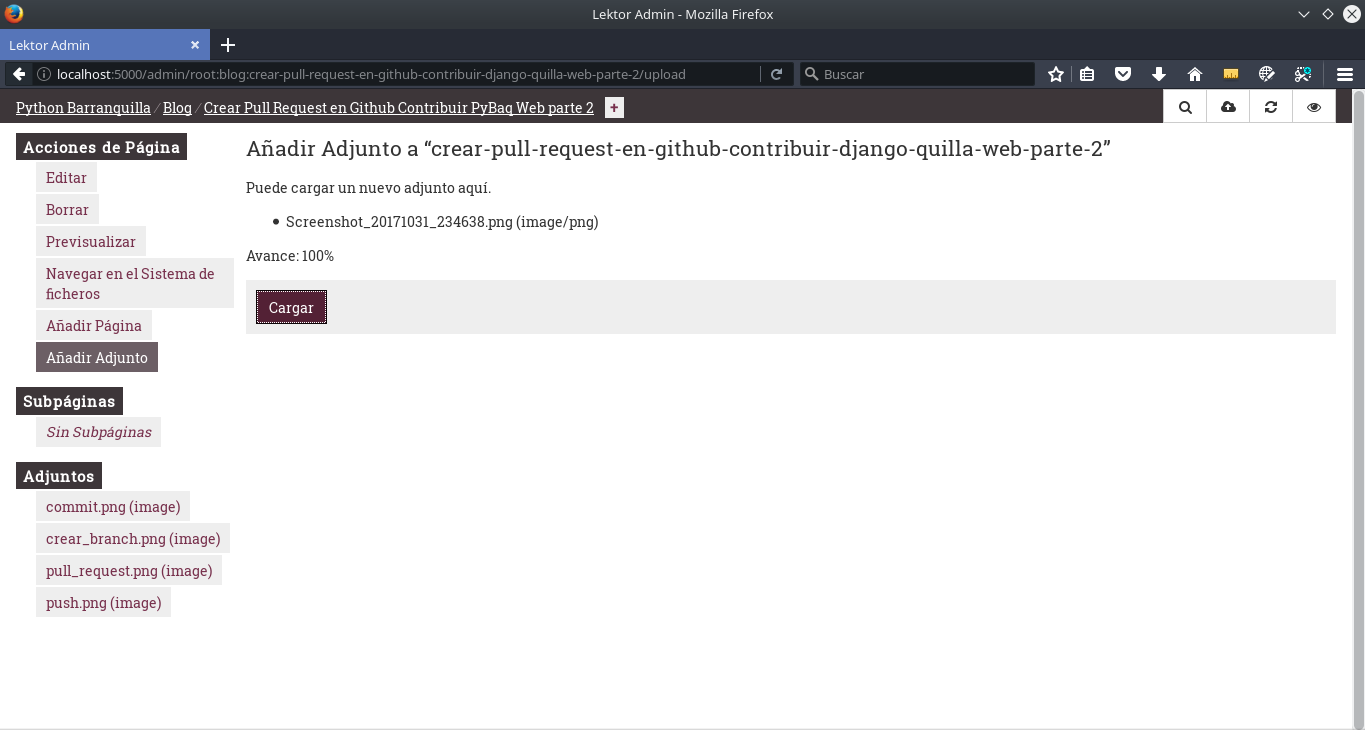 Lektor Admin - Mozilla Firefox
Lektor Admin
localhost:5000/admin/root:blog:crear-pull-request-en-github-contribuir-django-quilla-web-parte-2/upload
Buscar
Python Barranquilla / Blog / Crear Pull Request en Github Contribuir PyBaq Web parte 2 +
Acciones de Página
Editar
Borrar
Previsualizar
Navegar en el Sistema de
ficheros
Añadir Página
Añadir Adjunto
Subpáginas
Sin Subpáginas
Adjuntos
commit.png (image)
crear_branch.png (image)
pull_request.png (image)
push.png (image)
Añadir Adjunto a “crear-pull-request-en-github-contribuir-django-quilla-web-parte-2”
Puede cargar un nuevo adjunto aquí.
Screenshot_20171031_234638.png (image/png)
Avance: 100%
Cargar